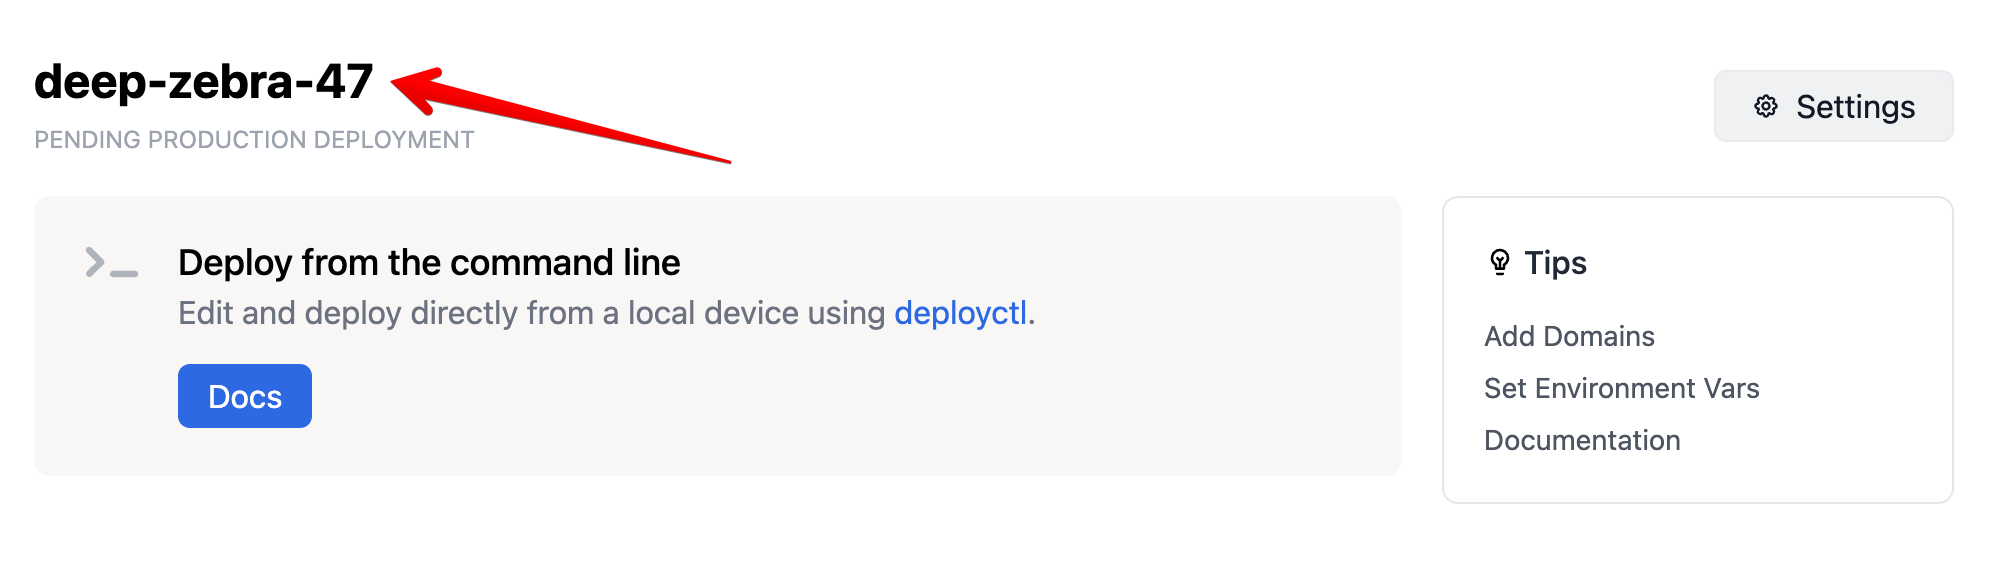 deep-zebra-47
PENDING PRODUCTION DEPLOYMENT
Settings
Deploy from the command line
Edit and deploy directly from a local device using deployctl.
Docs
Tips
Add Domains
Set Environment Vars
Documentation